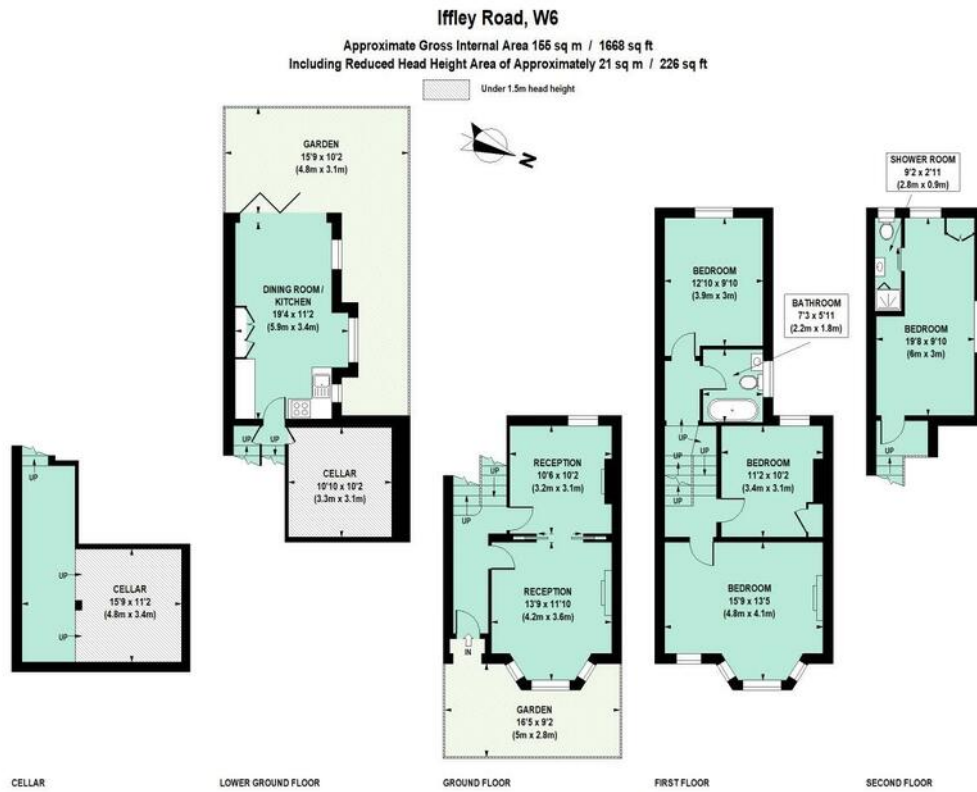 Iffley Road, W6
Approximate Gross Internal Area 155 sq m / 1668 sq ft
Including Reduced Head Height Area of Approximately 21 sq m / 226 sq ft
Under 1.5m head height
GARDEN
15'9 x 10'2
(4.8m x 3.1m)
N
SHOWER ROOM
9'2 x 2'11
(2.8m x 0.9m)
DINING ROOM /
KITCHEN
19'4 x 11'2
(5.9m x 3.4m)
BEDROOM
12'10 x 9'10
(3.9m x 3m)
BATHROOM
7'3 x 5'11
(2.2m x 1.8m)
BEDROOM
19'8 x 9'10
(6m x 3m)
UP
UP
CELLAR
10'10 x 10'2
(3.3m x 3.1m)
UP
UP
CELLAR
15'9 x 11'2
(4.8m x 3.4m)
UP
RECEPTION
10'6 x 10'2
(3.2m x 3.1m)
UP
UP
RECEPTION
13'9 x 11'10
(4.2m x 3.6m)
IN
GARDEN
16'5 x 9'2
(5m x 2.8m)
UP
UP
UP
BEDROOM
11'2 x 10'2
(3.4m x 3.1m)
BEDROOM
15'9 x 13'5
(4.8m x 4.1m)
UP
CELLAR
LOWER GROUND FLOOR
GROUND FLOOR
FIRST FLOOR
SECOND FLOOR